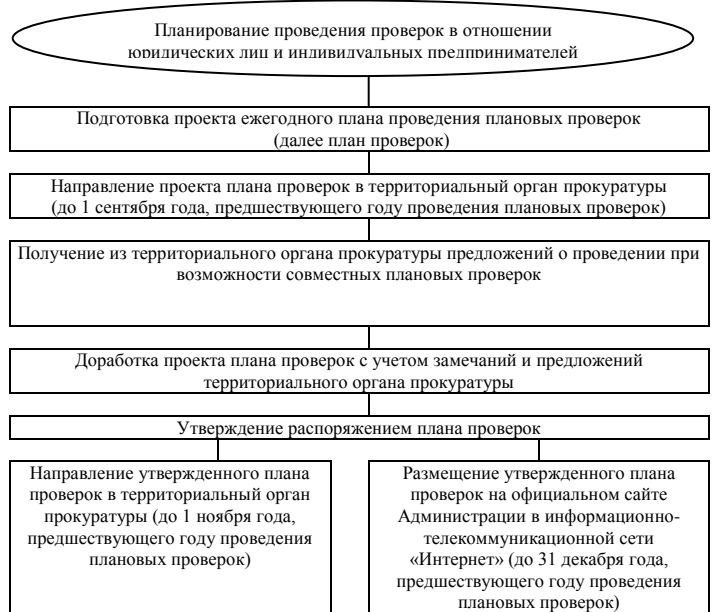 Планирование проведения проверок в отношении
юридических лиц и индивидуальных предпринимателей
Подготовка проекта ежегодного плана проведения плановых проверок
(далее план проверок)
Направление проекта плана проверок в территориальный орган прокуратуры
(до 1 сентября года, предшествующего году проведения плановых проверок)
Получение из территориального органа прокуратуры предложений о проведении при
возможности совместных плановых проверок
Доработка проекта плана проверок с учетом замечаний и предложений
территориального органа прокуратуры
Утверждение распоряжением плана проверок
Направление утвержденного плана
проверок в территориальный орган
прокуратуры (до 1 ноября года,
предшествующего году проведения
плановых проверок)
Размещение утвержденного плана
проверок на официальном сайте
Администрации в информационно-
телекоммуникационной сети
«Интернет» (до 31 декабря года,
предшествующего году проведения
плановых проверок)